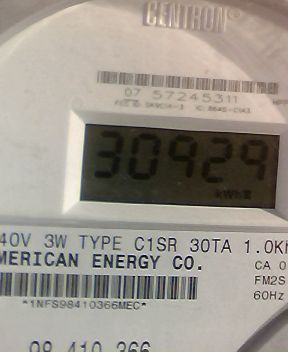 CENTRON®
07 57245311
30929
kWh
40V 3W TYPE C1SR 30TA 1.0Kh
MERICAN ENERGY CO.
CA 0
FM2S
60Hz
*1NFS98410366MEC*
98 410 366